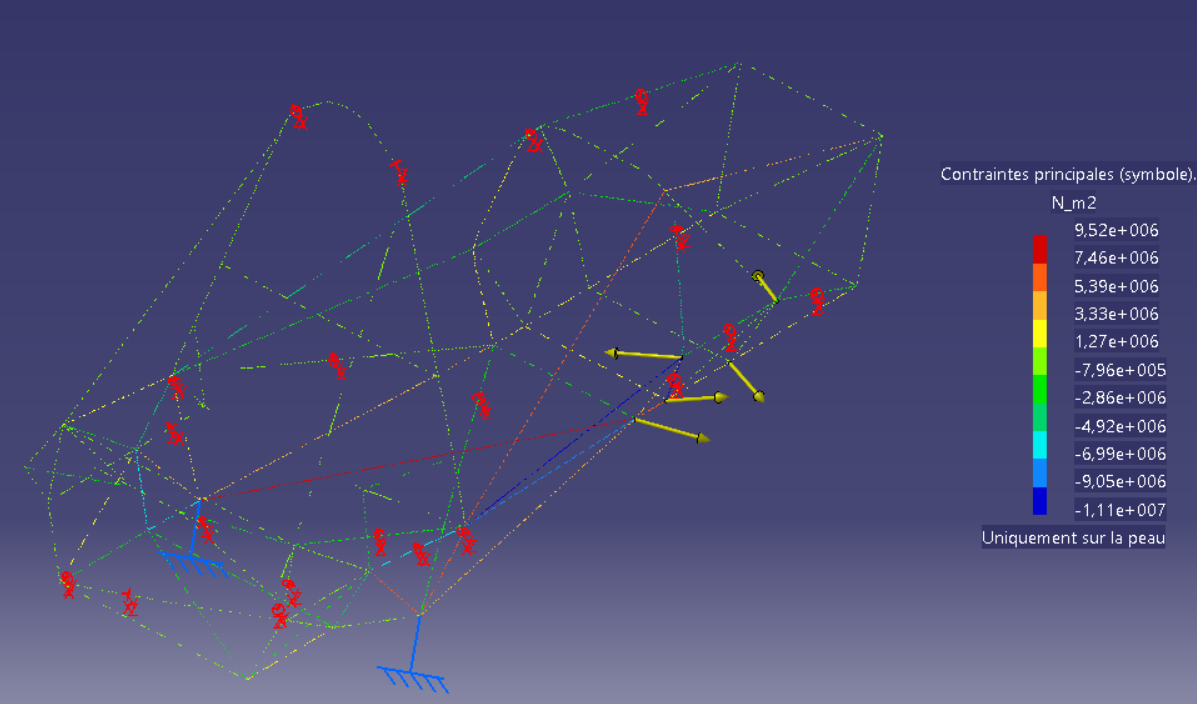 Contraintes principales (symbole).
N_m2
9,52e+006
7,46e+006
5,39e+006
3,33e+006
1,27e+006
-7,96e+005
-2,86e+006
-4,92e+006
-6,99e+006
-9,05e+006
-1,11e+007
Uniquement sur la peau